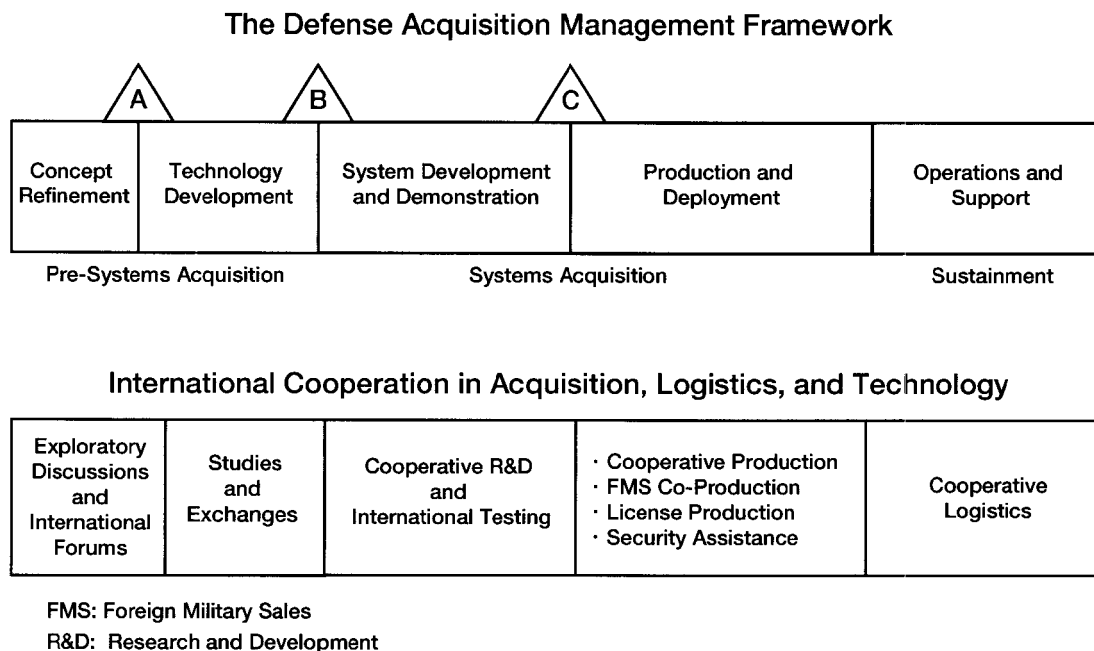 The Defense Acquisition Management Framework
A
B
C
Concept
Refinement
Technology
Development
System Development
and Demonstration
Production and
Deployment
Operations and
Support
Pre-Systems Acquisition
Systems Acquisition
Sustainment
International Cooperation in Acquisition, Logistics, and Technology
Exploratory
Discussions
and
International
Forums
Studies
and
Exchanges
Cooperative R&D
and
International Testing
· Cooperative Production
· FMS Co-Production
· License Production
· Security Assistance
Cooperative
Logistics
FMS: Foreign Military Sales
R&D: Research and Development